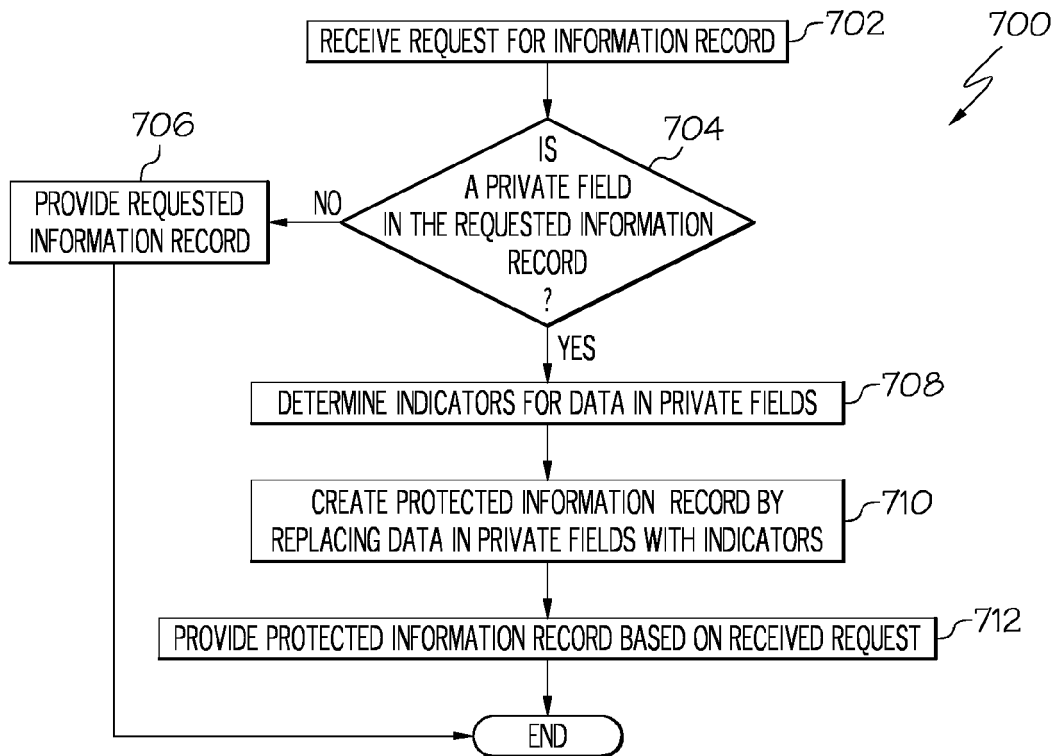 RECEIVE REQUEST FOR INFORMATION RECORD
702
700
706
704
IS
A PRIVATE FIELD
IN THE REQUESTED INFORMATION
RECORD
?
NO
PROVIDE REQUESTED
INFORMATION RECORD
YES
DETERMINE INDICATORS FOR DATA IN PRIVATE FIELDS
708
CREATE PROTECTED INFORMATION RECORD BY
REPLACING DATA IN PRIVATE FIELDS WITH INDICATORS
710
PROVIDE PROTECTED INFORMATION RECORD BASED ON RECEIVED REQUEST
712
END